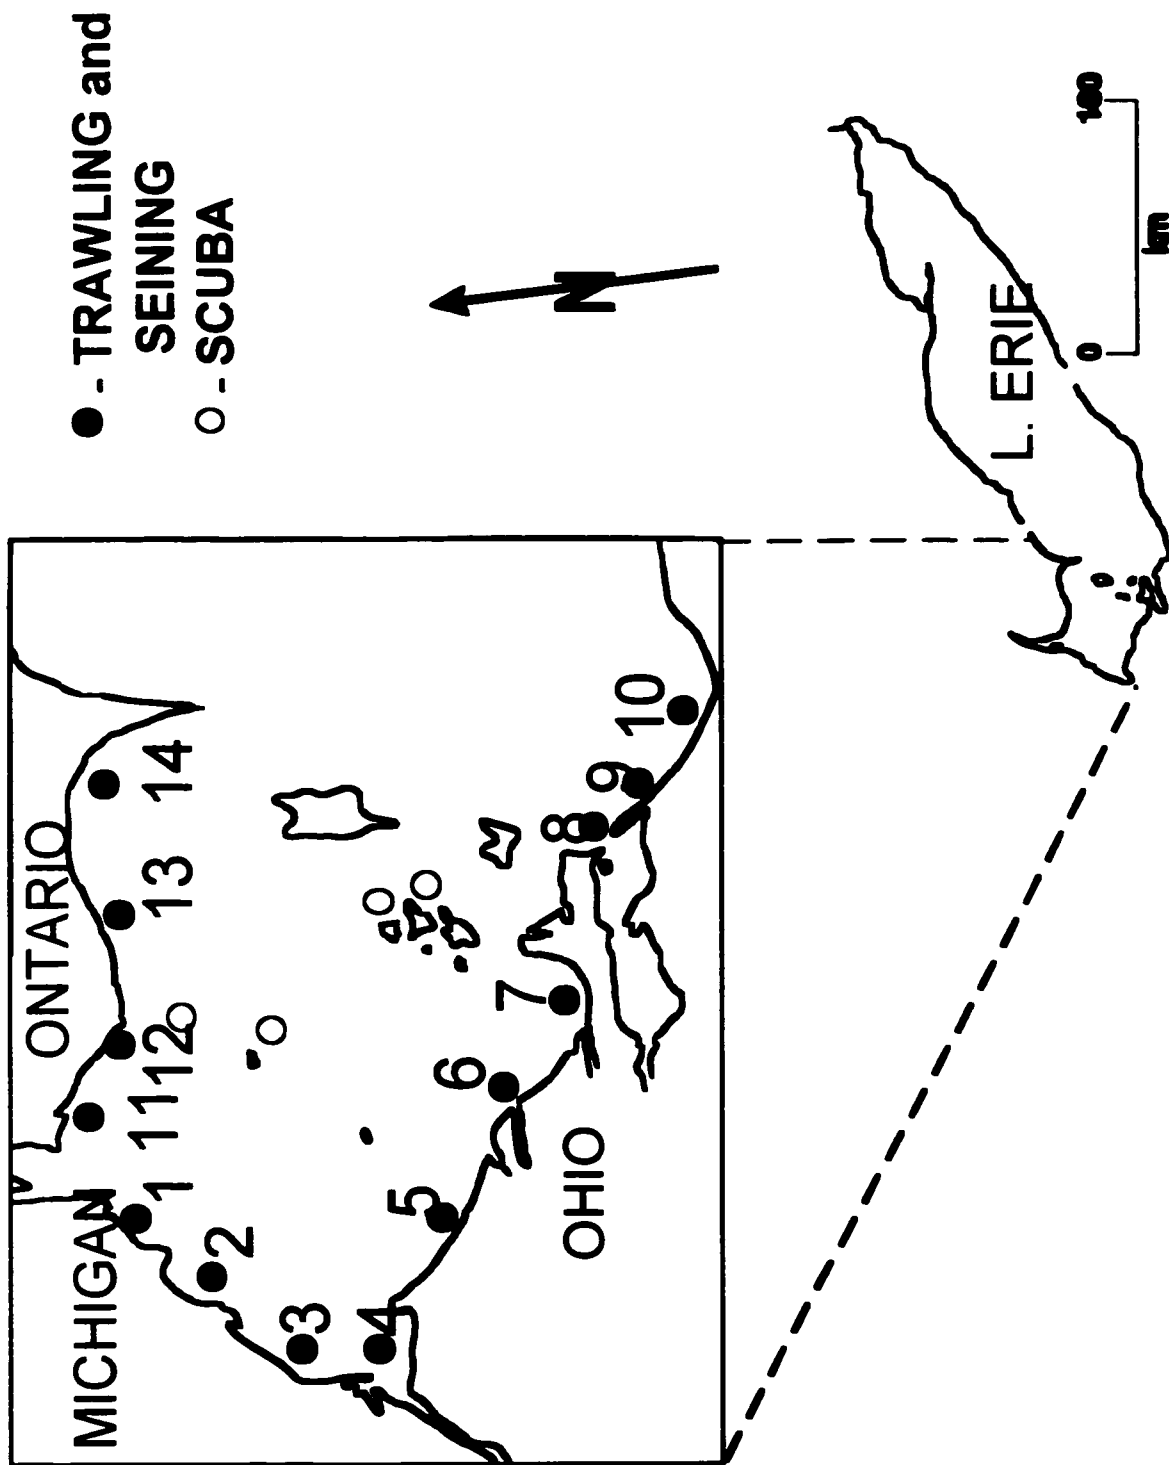 ● - TRAWLING and
SEINING
○ - SCUBA
N
MICHIGAN
ONTARIO
OHIO
1
2
3
4
5
6
7
8
9
10
11
12
13
14
L. ERIE
0
160
km